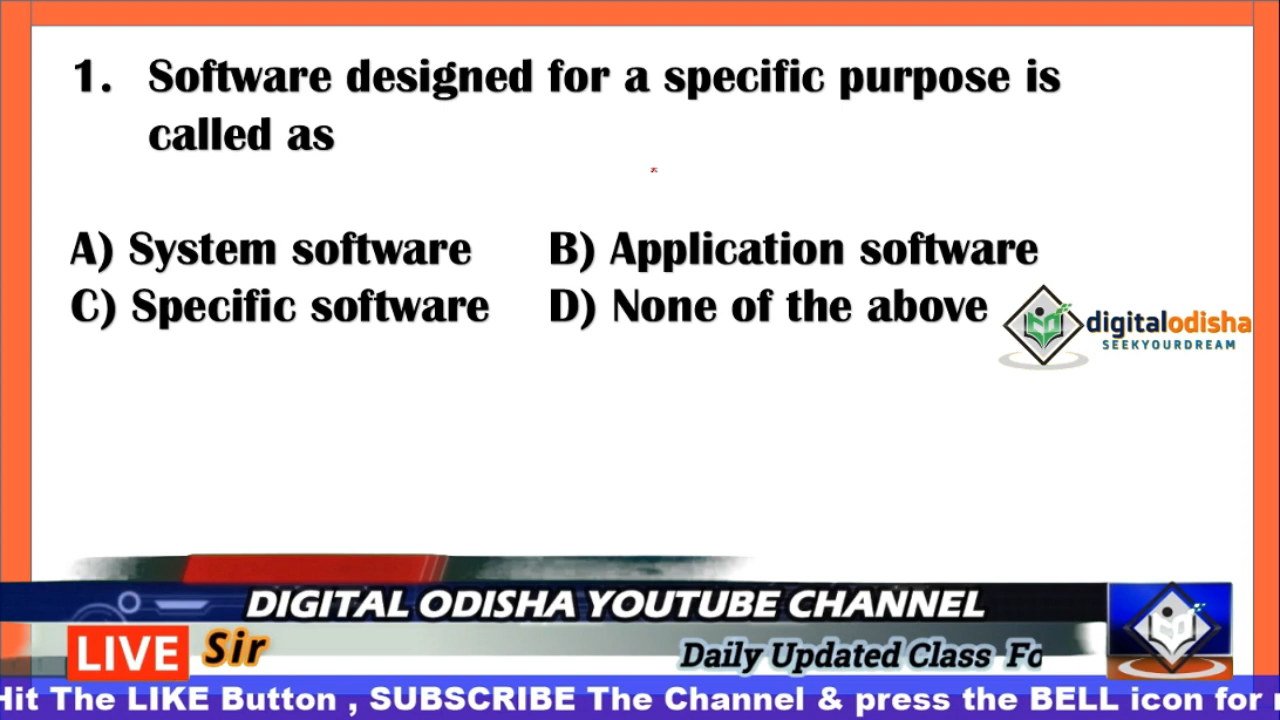 1. Software designed for a specific purpose is
called as
A) System software B) Application software
C) Specific software D) None of the above
digitalodisha
SEEKYOURDREAM
DIGITAL ODISHA YOUTUBE CHANNEL
LIVE Sir
Daily Updated Class Fo
Hit The LIKE Button , SUBSCRIBE The Channel & press the BELL icon for